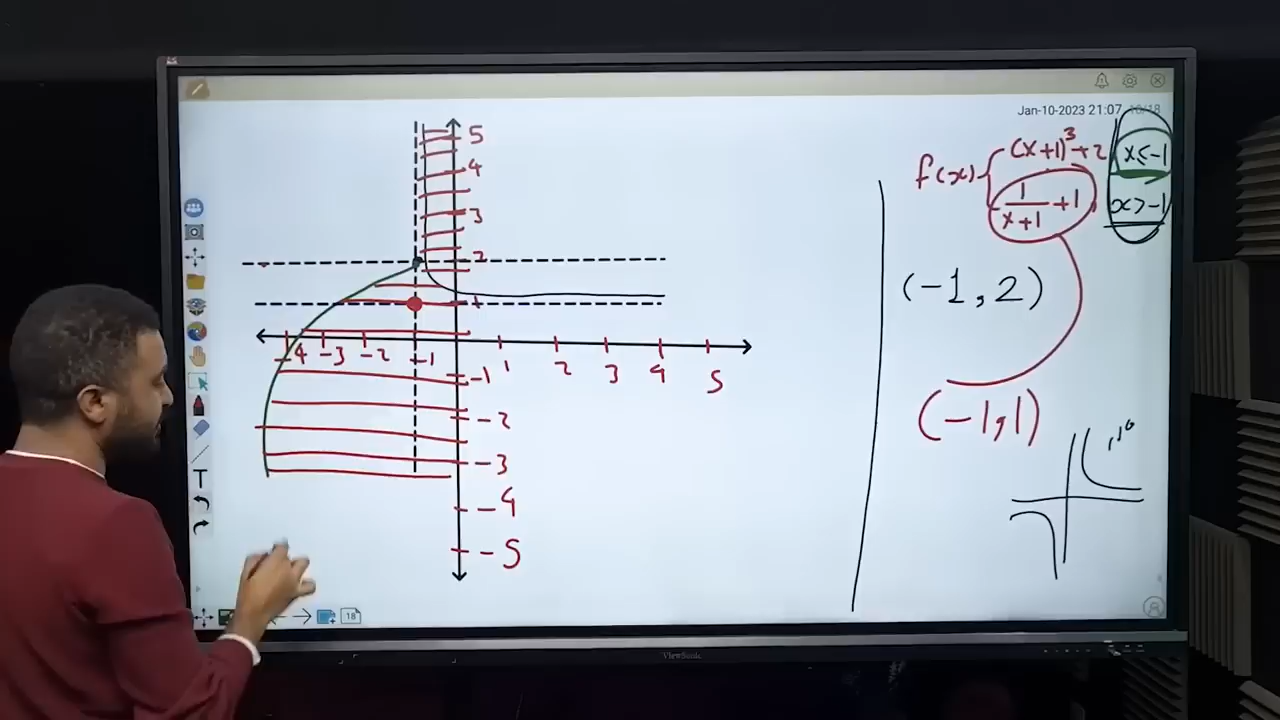 Jan-10-2023 21:07 18/18
f(x) { (x+1)³+2 x≤-1
1/(x+1) +1, x>-1
(-1,2)
(-1,1)
5
4
3
2
1
-4 -3 -2 -1 1 2 3 4 5
-1
-2
-3
-4
-5
T
18
ViewSonic